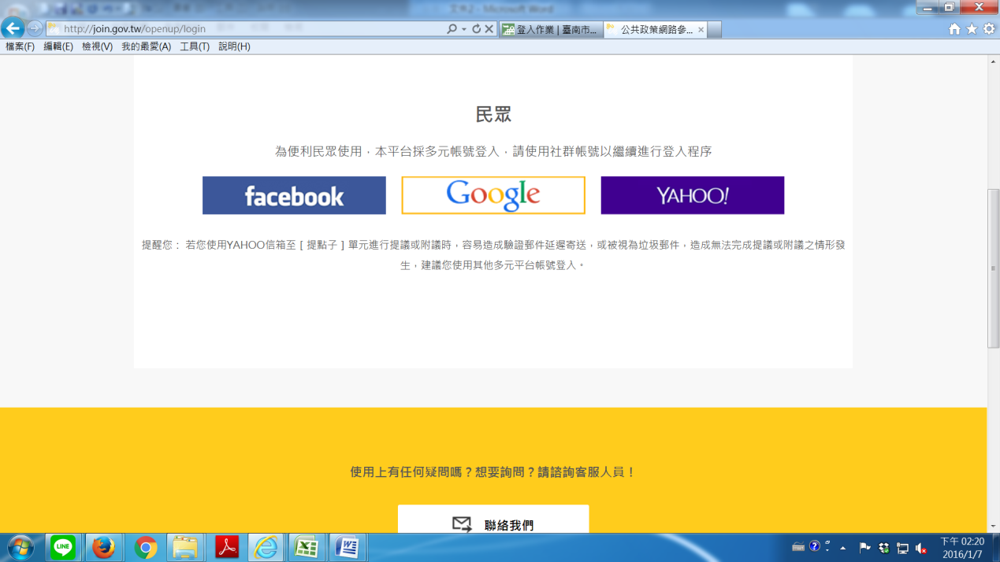 文件2 - Microsoft Word
http://join.gov.tw/openup/login
登入作業 | 臺南市...
公共政策網路參...
檔案(F) 編輯(E) 檢視(V) 我的最愛(A) 工具(T) 說明(H)
民眾
為便利民眾使用，本平台採多元帳號登入，請使用社群帳號以繼續進行登入程序
facebook
Google
YAHOO!
提醒您： 若您使用YAHOO信箱至 [ 提點子 ] 單元進行提議或附議時，容易造成驗證郵件延遲寄送，或被視為垃圾郵件，造成無法完成提議或附議之情形發
生，建議您使用其他多元平台帳號登入。
使用上有任何疑問嗎？想要詢問？請諮詢客服人員！
聯絡我們
LINE
下午 02:20
2016/1/7